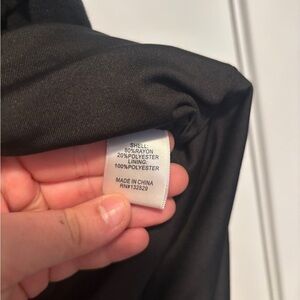 SHELL:
80%RAYON
20%POLYESTER
LINING:
100%POLYESTER
MADE IN CHINA
RN#132529